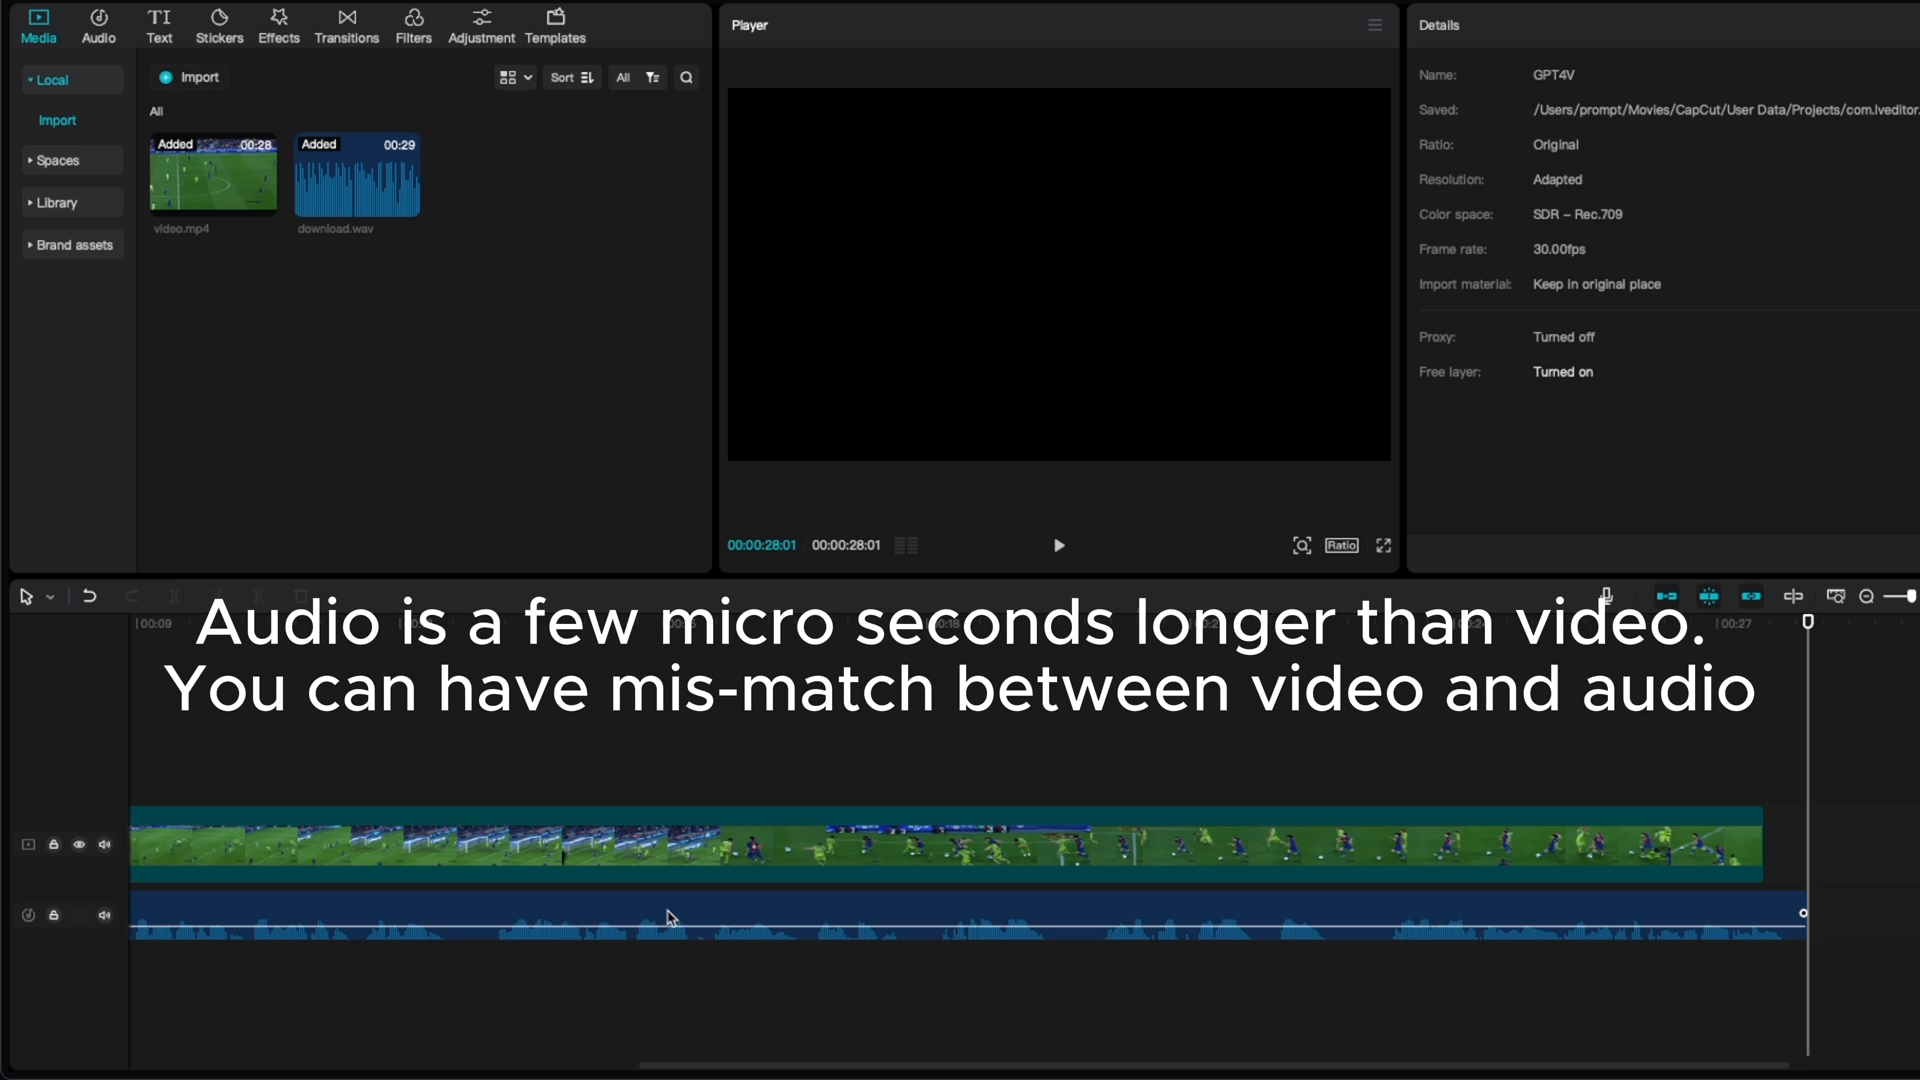 Media Audio Text Stickers Effects Transitions Filters Adjustment Templates
Player
Details
Local
Import
Spaces
Library
Brand assets
Import
Sort
All
All
Added 00:28
Added 00:29
video.mp4
download.wav
Name: GPT4V
Saved: /Users/prompt/Movies/CapCut/User Data/Projects/com.lveditor.
Ratio: Original
Resolution: Adapted
Color space: SDR – Rec.709
Frame rate: 30.00fps
Import material: Keep in original place
Proxy: Turned off
Free layer: Turned on
00:00:28:01 00:00:28:01
Ratio
00:09
00:18
00:27
Audio is a few micro seconds longer than video.
You can have mis-match between video and audio